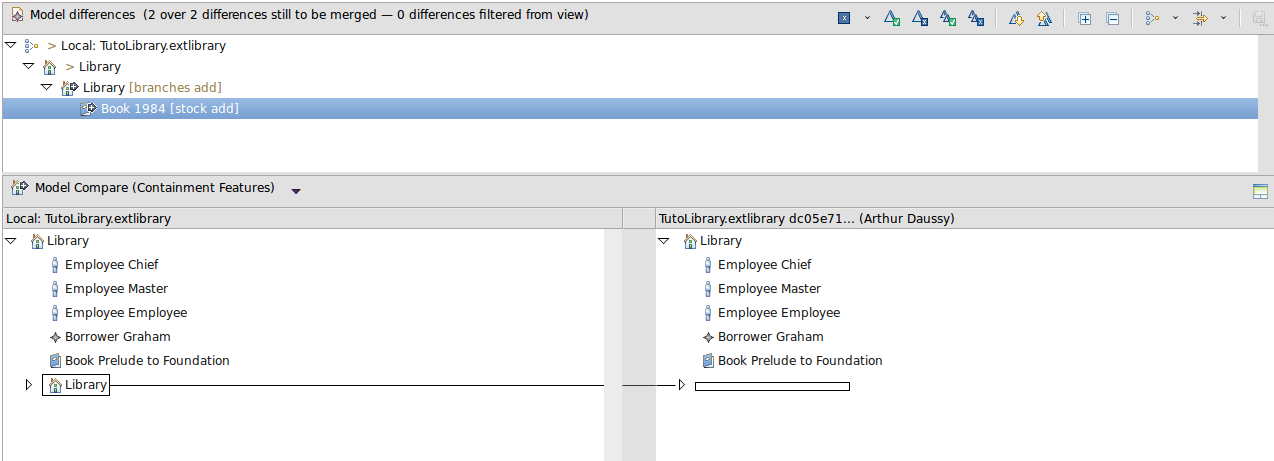 Model differences (2 over 2 differences still to be merged — 0 differences filtered from view)
> Local: TutoLibrary.extlibrary
> Library
Library [branches add]
Book 1984 [stock add]
Model Compare (Containment Features)
Local: TutoLibrary.extlibrary
Library
Employee Chief
Employee Master
Employee Employee
Borrower Graham
Book Prelude to Foundation
Library
TutoLibrary.extlibrary dc05e71... (Arthur Daussy)
Library
Employee Chief
Employee Master
Employee Employee
Borrower Graham
Book Prelude to Foundation